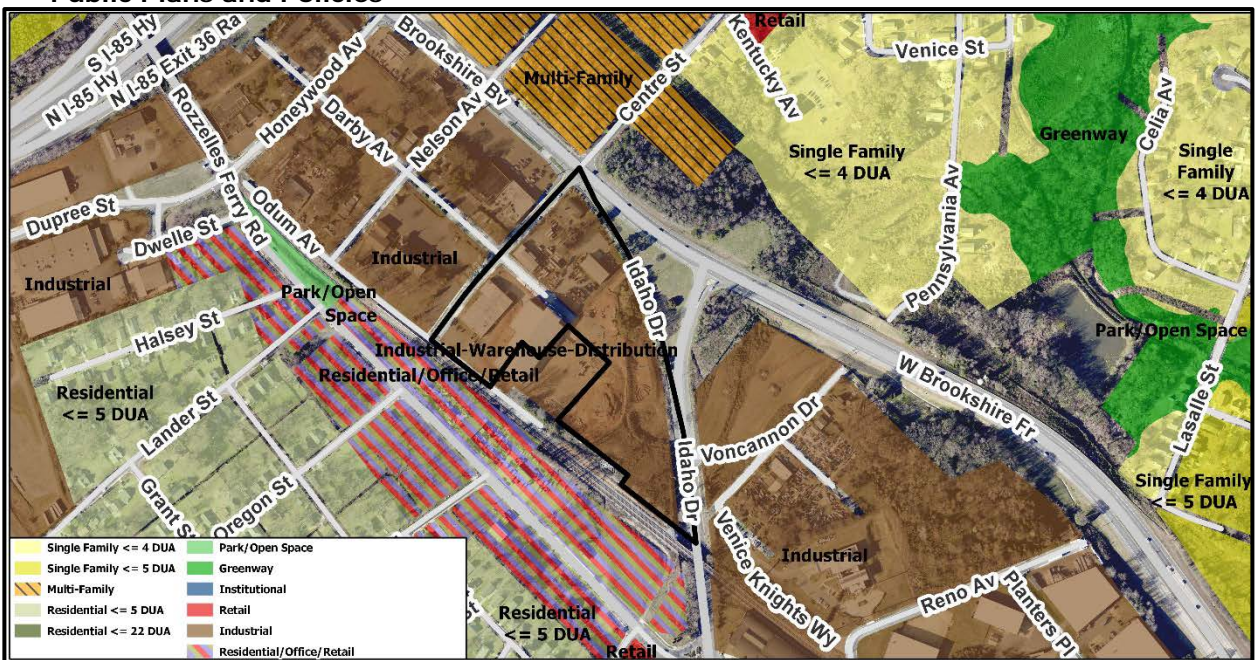 Public Plans and Policies
S I-85 Hy
N I-85 Hy
N I-85 Exit 36 Ra
Rozzelles Ferry Rd
Honeywood Av
Darby Av
Brookshire Bv
Nelson Av
Multi-Family
Centre St
Retail
Kentucky Av
Venice St
Single Family
<= 4 DUA
Pennsylvania Av
Greenway
Celia Av
Single
Family
<= 4 DUA
Dupree St
Dwelle St
Odum Av
Industrial
Industrial
Park/Open
Space
Halsey St
Idaho Dr
Industrial-Warehouse-Distribution
Residential/Office/Retail
Park/Open Space
W Brookshire Fr
Lasalle St
Residential
<= 5 DUA
Lander St
Grant S
Oregon St
Voncannon Dr
Idaho Dr
Single Family
<= 5 DUA
Venice Knights Wy
Industrial
Reno Av
Planters Pl
Residential
<= 5 DUA
St
Retail
Single Family <= 4 DUA
Single Family <= 5 DUA
Multi-Family
Residential <= 5 DUA
Residential <= 22 DUA
Park/Open Space
Greenway
Institutional
Retail
Industrial
Residential/Office/Retail